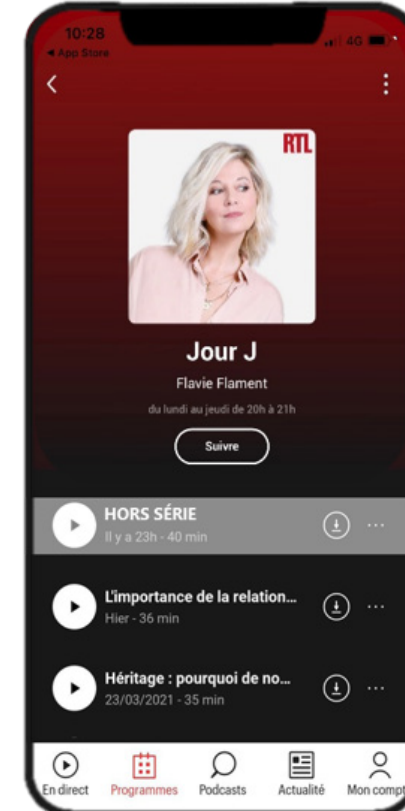 10:28
4G
◀ App Store
RTL
Jour J
Flavie Flament
du lundi au jeudi de 20h à 21h
Suivre
HORS SÉRIE
Il y a 23h - 40 min
L'importance de la relation...
Hier - 36 min
Héritage : pourquoi de no...
23/03/2021 - 35 min
En direct
Programmes
Podcasts
Actualité
Mon compt